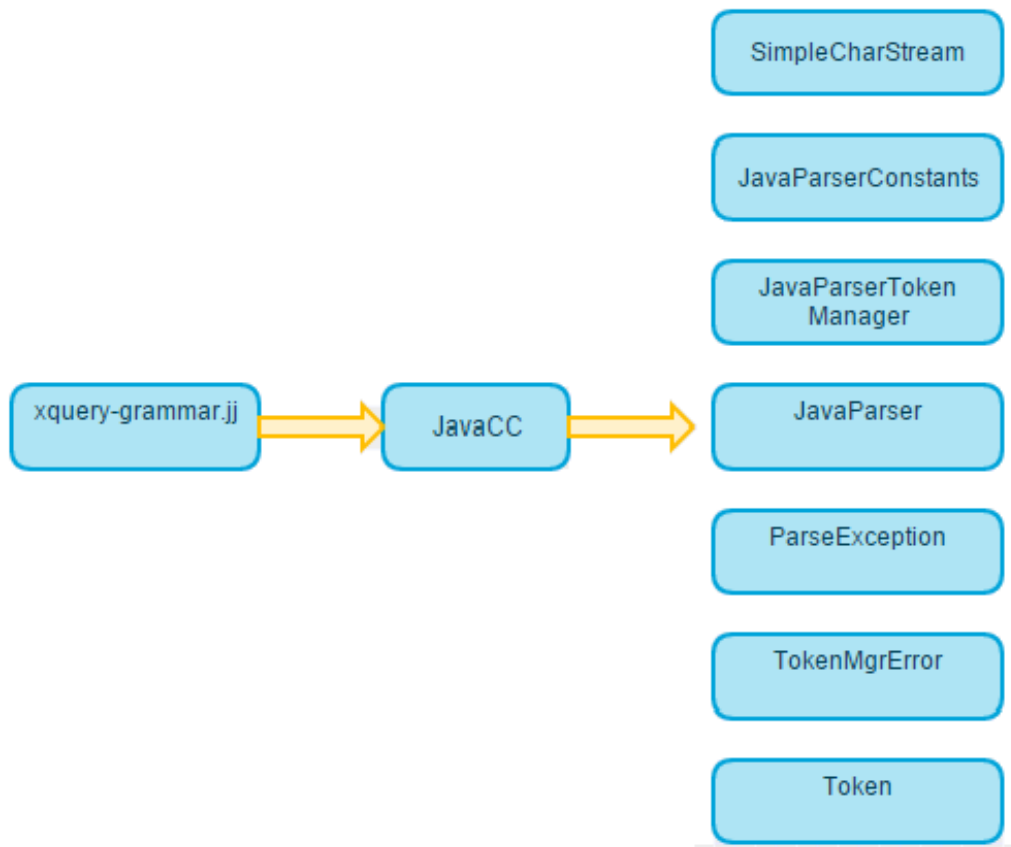 SimpleCharStream
JavaParserConstants
JavaParserToken
Manager
xquery-grammar.jj
JavaCC
JavaParser
ParseException
TokenMgrError
Token